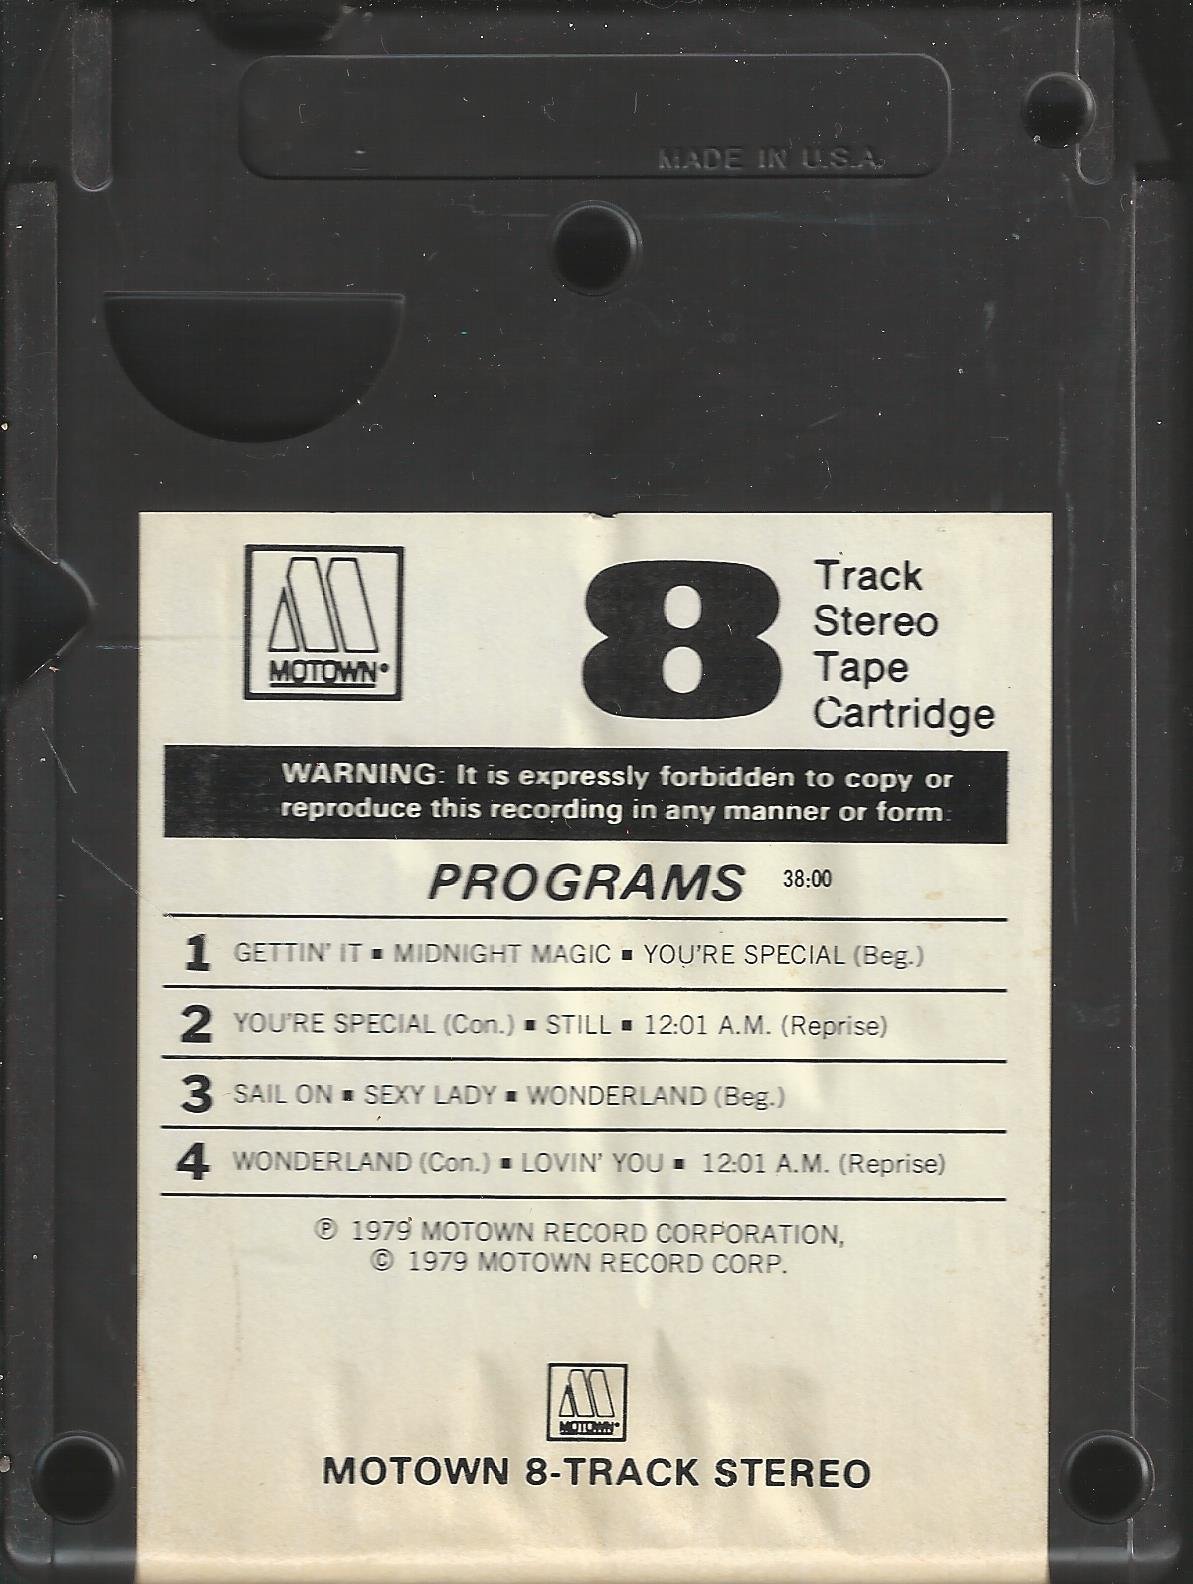 MADE IN U.S.A.
MOTOWN®
8
Track
Stereo
Tape
Cartridge
WARNING: It is expressly forbidden to copy or
reproduce this recording in any manner or form.
PROGRAMS 38:00
1 GETTIN' IT ▪ MIDNIGHT MAGIC ▪ YOU'RE SPECIAL (Beg.)
2 YOU'RE SPECIAL (Con.) ▪ STILL ▪ 12:01 A.M. (Reprise)
3 SAIL ON ▪ SEXY LADY ▪ WONDERLAND (Beg.)
4 WONDERLAND (Con.) ▪ LOVIN' YOU ▪ 12:01 A.M. (Reprise)
℗ 1979 MOTOWN RECORD CORPORATION,
© 1979 MOTOWN RECORD CORP.
MOTOWN®
MOTOWN 8-TRACK STEREO